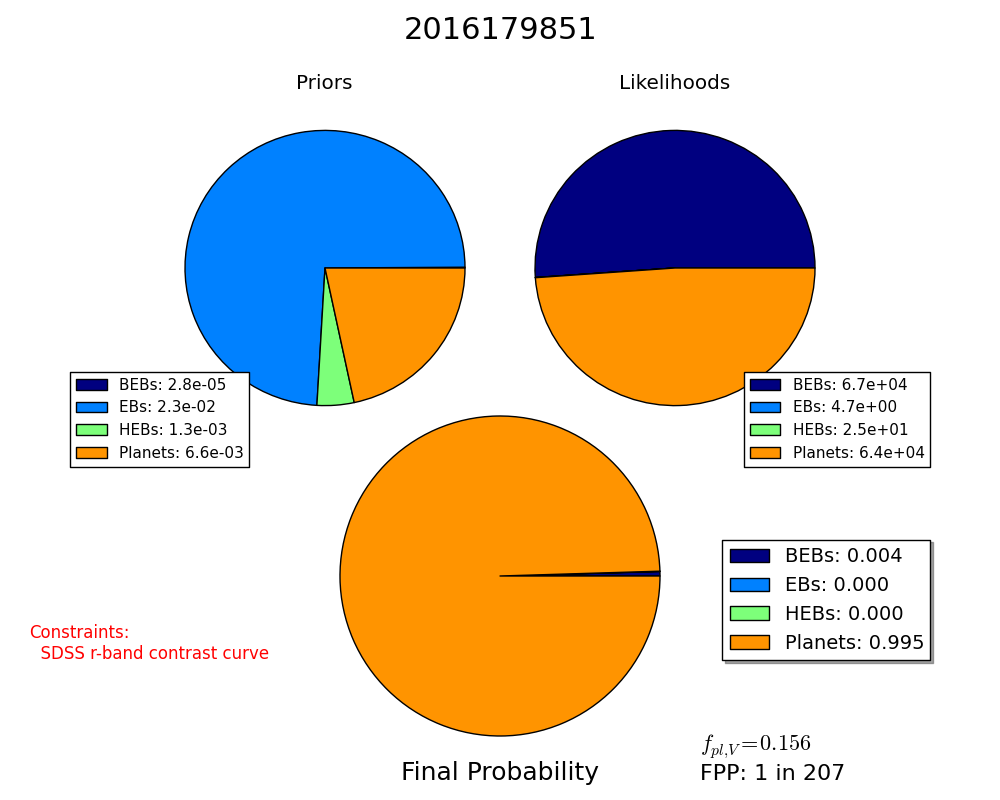 2016179851
Priors
Likelihoods
BEBs: 2.8e-05
EBs: 2.3e-02
HEBs: 1.3e-03
Planets: 6.6e-03
BEBs: 6.7e+04
EBs: 4.7e+00
HEBs: 2.5e+01
Planets: 6.4e+04
BEBs: 0.004
EBs: 0.000
HEBs: 0.000
Planets: 0.995
Constraints:
SDSS r-band contrast curve
f_{pl,V}=0.156
Final Probability
FPP: 1 in 207